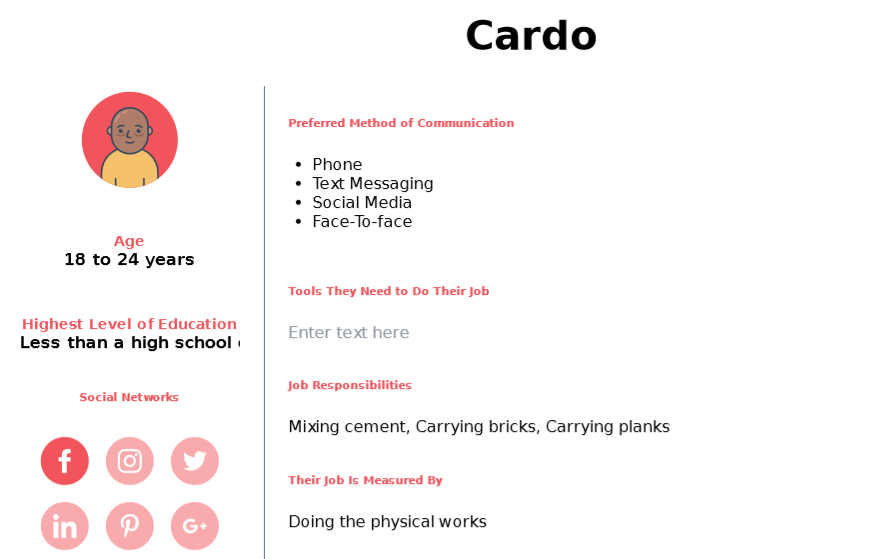 Cardo
Age
18 to 24 years
Highest Level of Education
Less than a high school
Social Networks
Preferred Method of Communication
• Phone
• Text Messaging
• Social Media
• Face-To-face
Tools They Need to Do Their Job
Enter text here
Job Responsibilities
Mixing cement, Carrying bricks, Carrying planks
Their Job Is Measured By
Doing the physical works